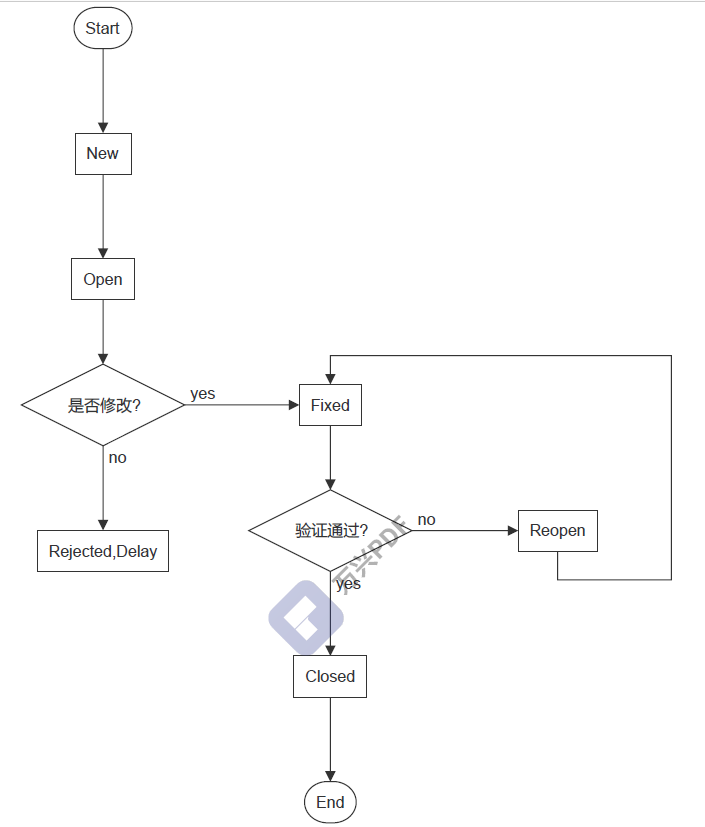 Start
New
Open
是否修改?
yes
Fixed
no
验证通过?
no
Reopen
Rejected,Delay
万兴PDF
yes
Closed
End